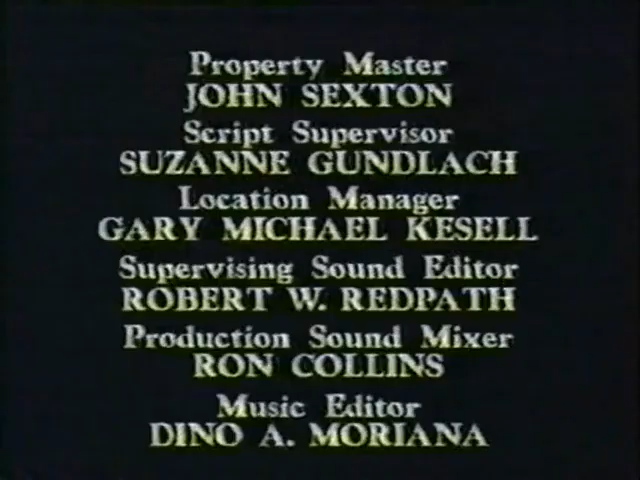 Property Master
JOHN SEXTON
Script Supervisor
SUZANNE GUNDLACH
Location Manager
GARY MICHAEL KESELL
Supervising Sound Editor
ROBERT W. REDPATH
Production Sound Mixer
RON COLLINS
Music Editor
DINO A. MORIANA